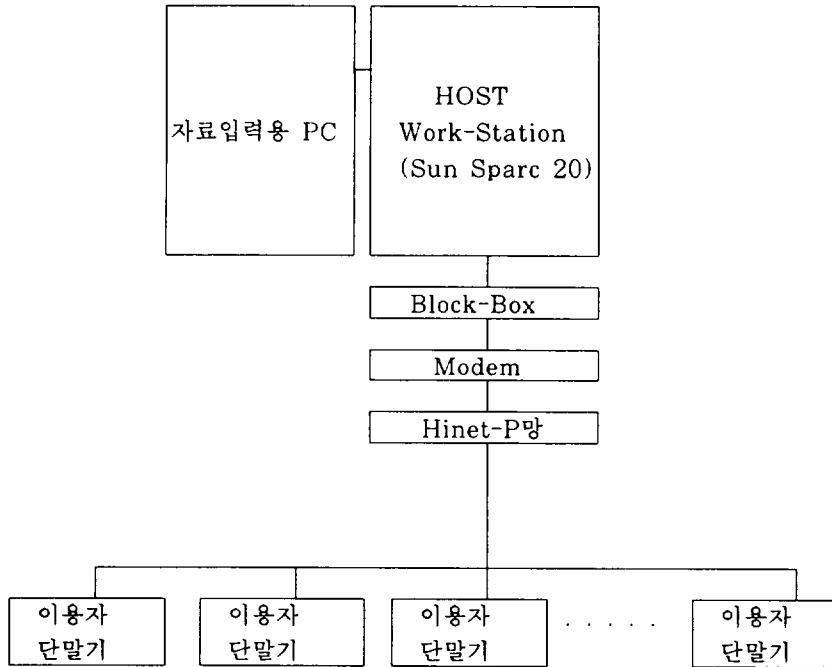 자료입력용 PC
HOST
Work-Station
(Sun Sparc 20)
Block-Box
Modem
Hinet-P망
이용자
단말기
이용자
단말기
이용자
단말기
. . . . .
이용자
단말기